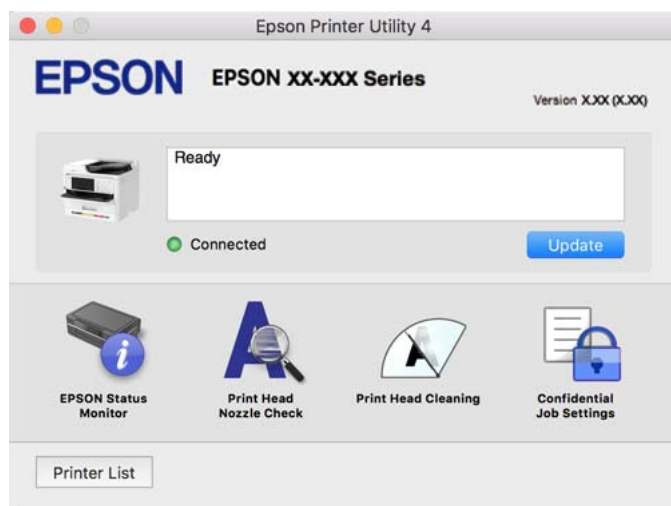 Epson Printer Utility 4
EPSON
EPSON XX-XXX Series
Version X.XX (X.XX)
Ready
Connected
Update
EPSON Status
Monitor
Print Head
Nozzle Check
Print Head Cleaning
Confidential
Job Settings
Printer List